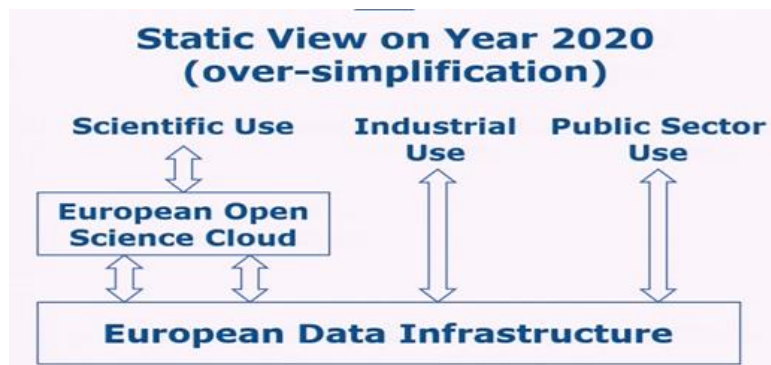 Static View on Year 2020
(over-simplification)
Scientific Use
Industrial
Use
Public Sector
Use
European Open
Science Cloud
European Data Infrastructure